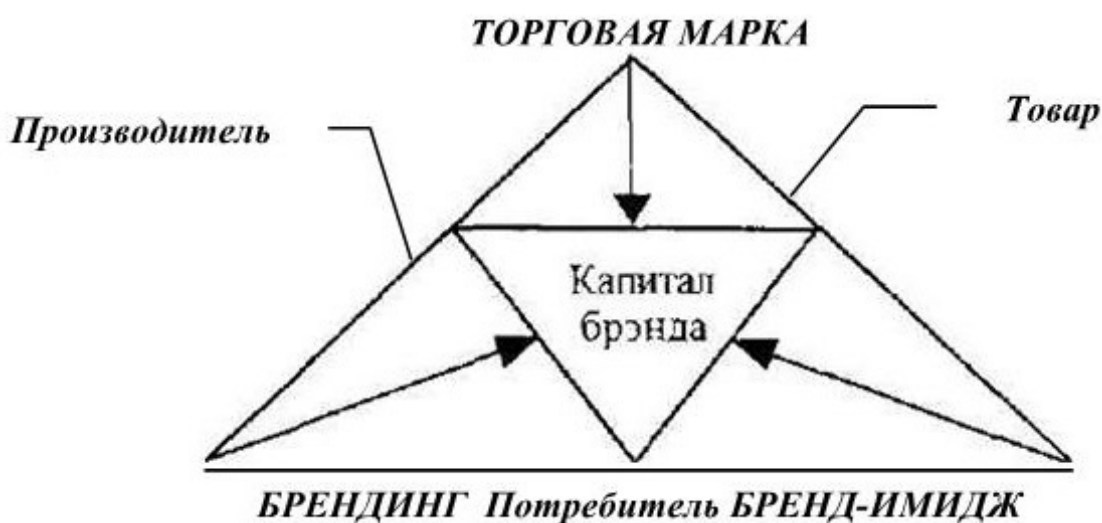 ТОРГОВАЯ МАРКА
Производитель
Товар
Капитал
брэнда
БРЕНДИНГ Потребитель БРЕНД-ИМИДЖ